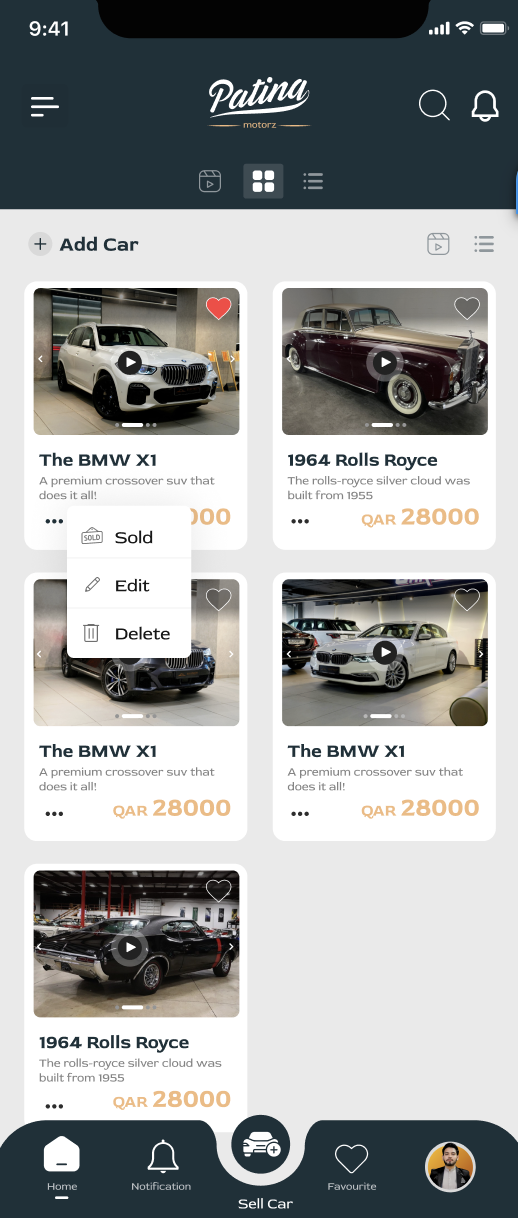 9:41
Patina
motorz
Add Car
The BMW X1
A premium crossover suv that
does it all!
000
Sold
Edit
Delete
1964 Rolls Royce
The rolls-royce silver cloud was
built from 1955
QAR 28000
The BMW X1
A premium crossover suv that
does it all!
QAR 28000
The BMW X1
A premium crossover suv that
does it all!
QAR 28000
1964 Rolls Royce
The rolls-royce silver cloud was
built from 1955
QAR 28000
Home
Notification
Sell Car
Favourite